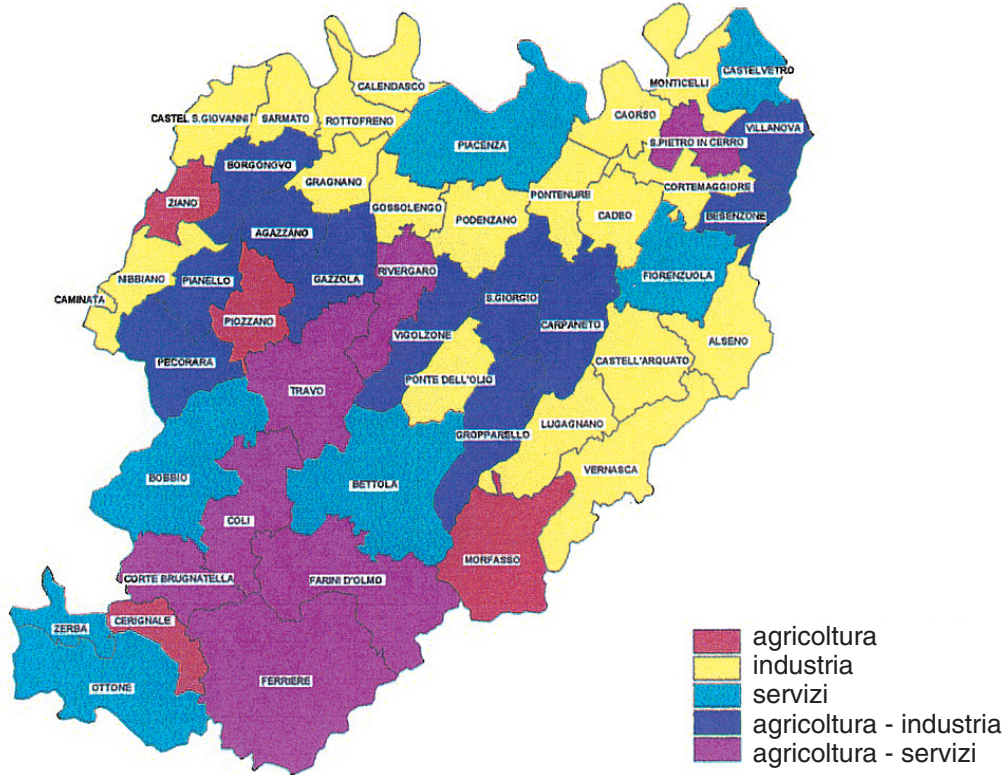 CALENDASCO
MONTICELLI
CASTELVETRO
CASTEL S.GIOVANNI
SARMATO
ROTTOFRENO
CAORSO
VILLANOVA
PIACENZA
S.PIETRO IN CERRO
BORGONOVO
GRAGNANO
ZIANO
GOSSOLENGO
PODENZANO
PONTENURE
CADEO
CORTEMAGGIORE
BESENZONE
AGAZZANO
NIBBIANO
PIANELLO
GAZZOLA
RIVERGARO
FIORENZUOLA
CAMINATA
S.GIORGIO
PIOZZANO
VIGOLZONE
CARPANETO
ALSENO
PECORARA
CASTELL'ARQUATO
TRAVO
PONTE DELL'OLIO
LUGAGNANO
GROPPARELLO
VERNASCA
BOBBIO
BETTOLA
COLI
MORFASSO
CORTE BRUGNATELLA
FARINI D'OLMO
CERIGNALE
ZERBA
OTTONE
FERRIERE
agricoltura
industria
servizi
agricoltura - industria
agricoltura - servizi